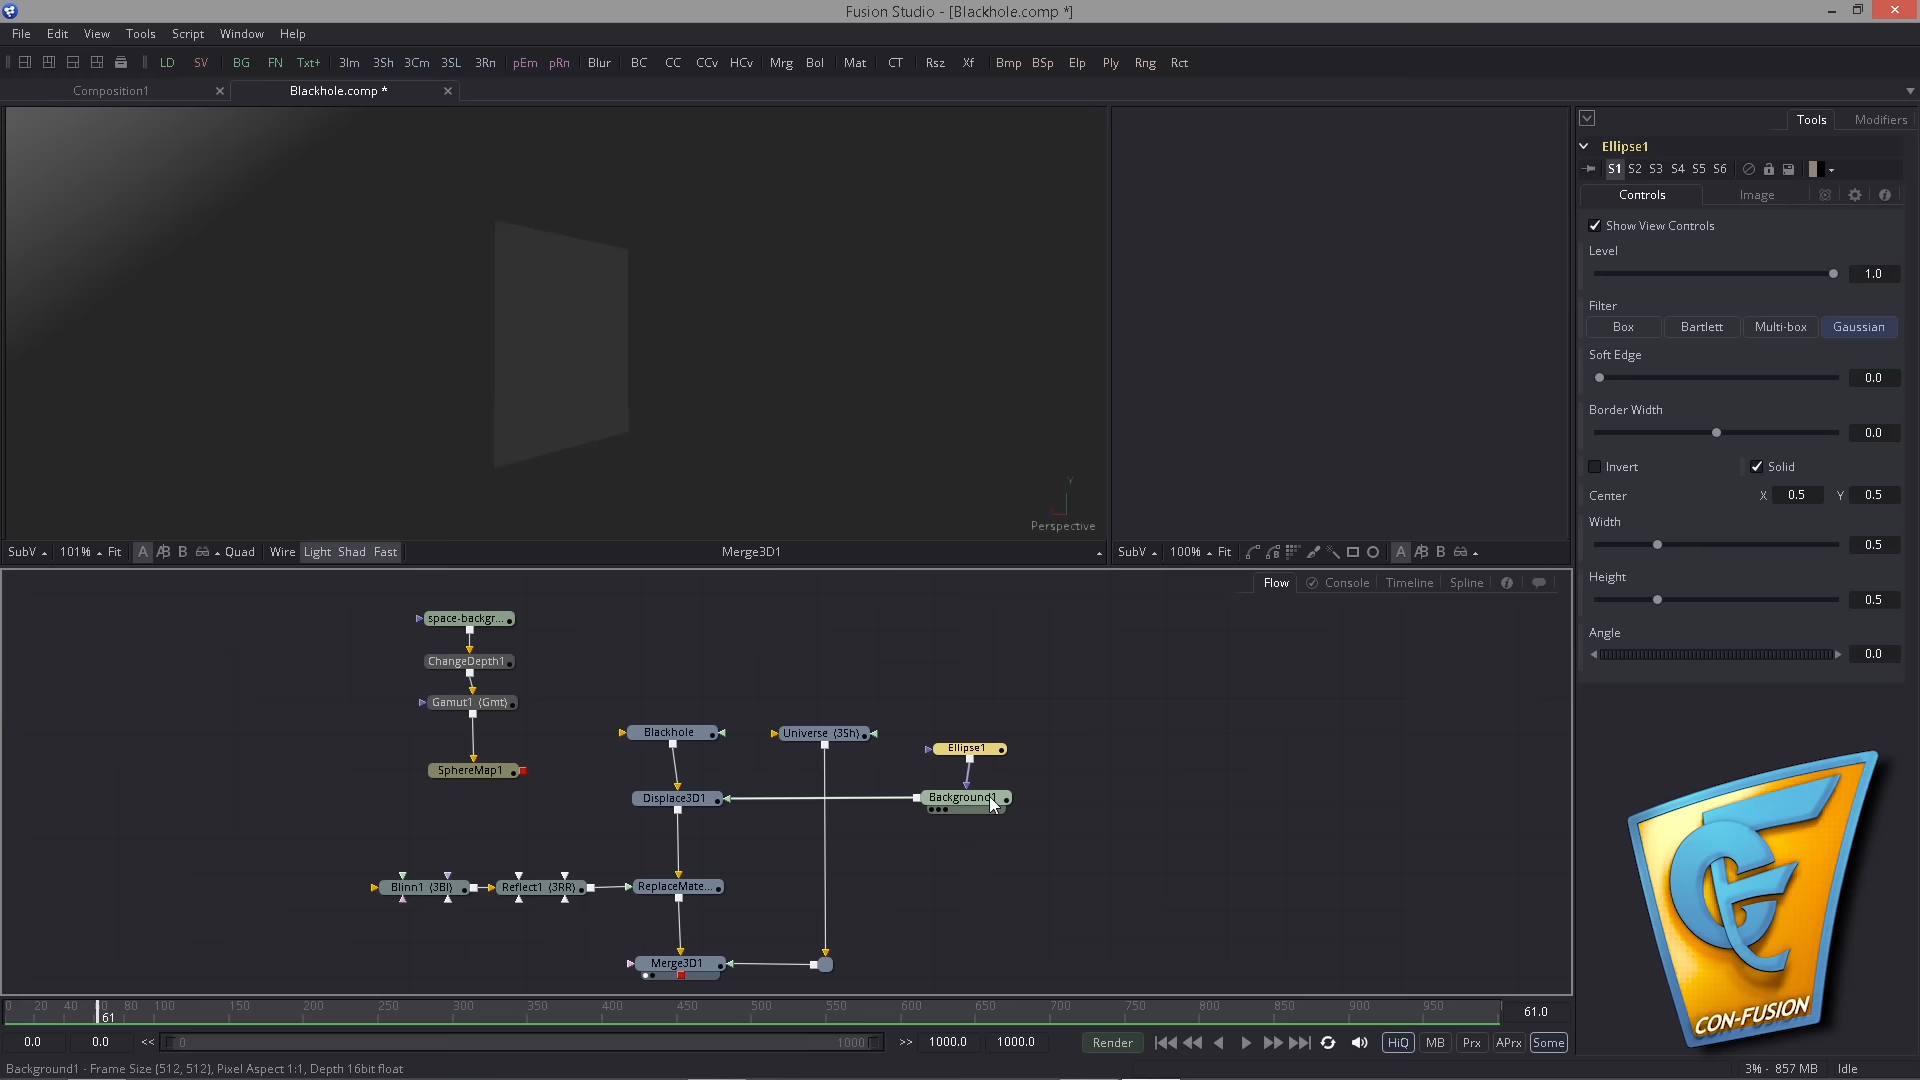 Fusion Studio - [Blackhole.comp *]
File Edit View Tools Script Window Help
LD SV BG FN Txt+ 3Im 3Sh 3Cm 3SL 3Rn pEm pRn Blur BC CC CCv HCv Mrg Bol Mat CT Rsz Xf Bmp BSp Elp Ply Rng Rct
Composition1 Blackhole.comp *
Tools Modifiers
Ellipse1
S1 S2 S3 S4 S5 S6
Controls Image
Show View Controls
Level
1.0
Filter
Box Bartlett Multi-box Gaussian
Soft Edge
0.0
Border Width
0.0
Invert Solid
Center X 0.5 Y 0.5
Width
0.5
Height
0.5
Angle
0.0
Y
Perspective
SubV 101% Fit A B Quad Wire Light Shad Fast Merge3D1
SubV 100% Fit A B
Flow Console Timeline Spline
space-backgr...
ChangeDepth1
Gamut1 (Gmt)
SphereMap1
Blackhole
Universe (3Sh)
Ellipse1
Displace3D1
Background1
Blinn1 (3Bl)
Reflect1 (3RR)
ReplaceMate...
Merge3D1
0 20 40 80 100 150 200 250 300 350 400 450 500 550 600 650 700 750 800 850 900 950
61
61.0
0.0 0.0 << 0 1000 >> 1000.0 1000.0 Render HiQ MB Prx APrx Some
Background1 - Frame Size (512, 512), Pixel Aspect 1:1, Depth 16bit float
3% - 857 MB Idle
CON-FUSION